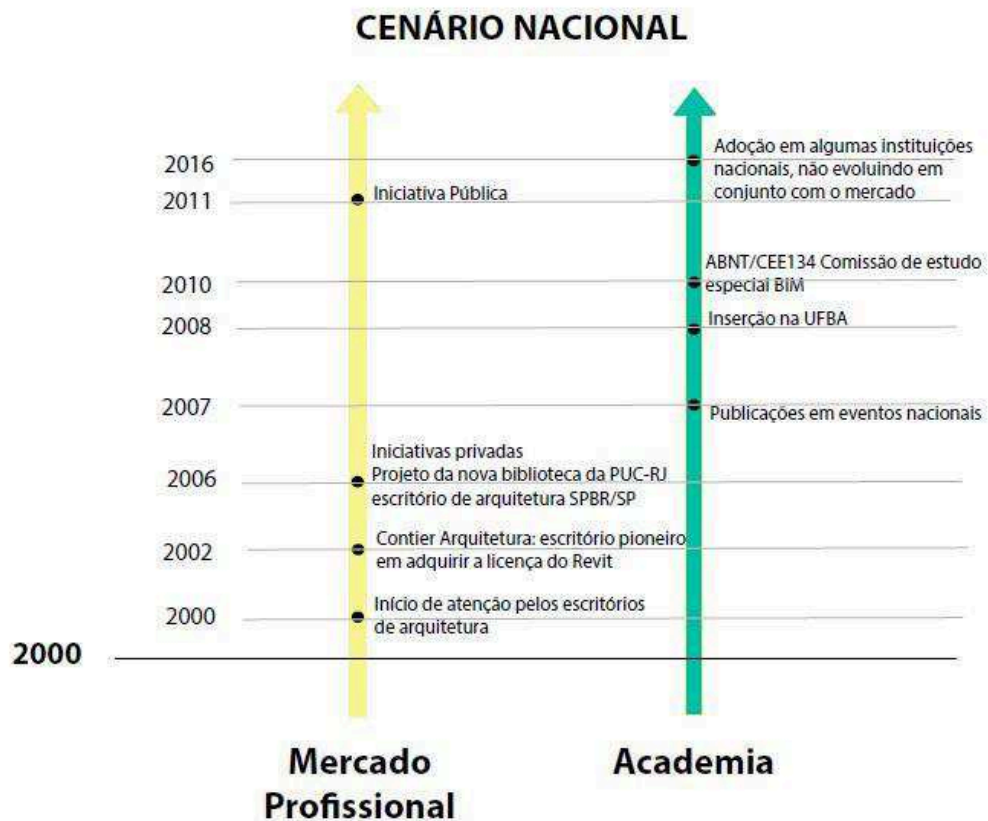 CENÁRIO NACIONAL
2016
Adoção em algumas instituições
nacionais, não evoluindo em
conjunto com o mercado
2011
Iniciativa Pública
2010
ABNT/CEE134 Comissão de estudo
especial BIM
2008
Inserção na UFBA
2007
Publicações em eventos nacionais
2006
Iniciativas privadas
Projeto da nova biblioteca da PUC-RJ
escritório de arquitetura SPBR/SP
2002
Contier Arquitetura: escritório pioneiro
em adquirir a licença do Revit
2000
Início de atenção pelos escritórios
de arquitetura
2000
Mercado
Profissional
Academia